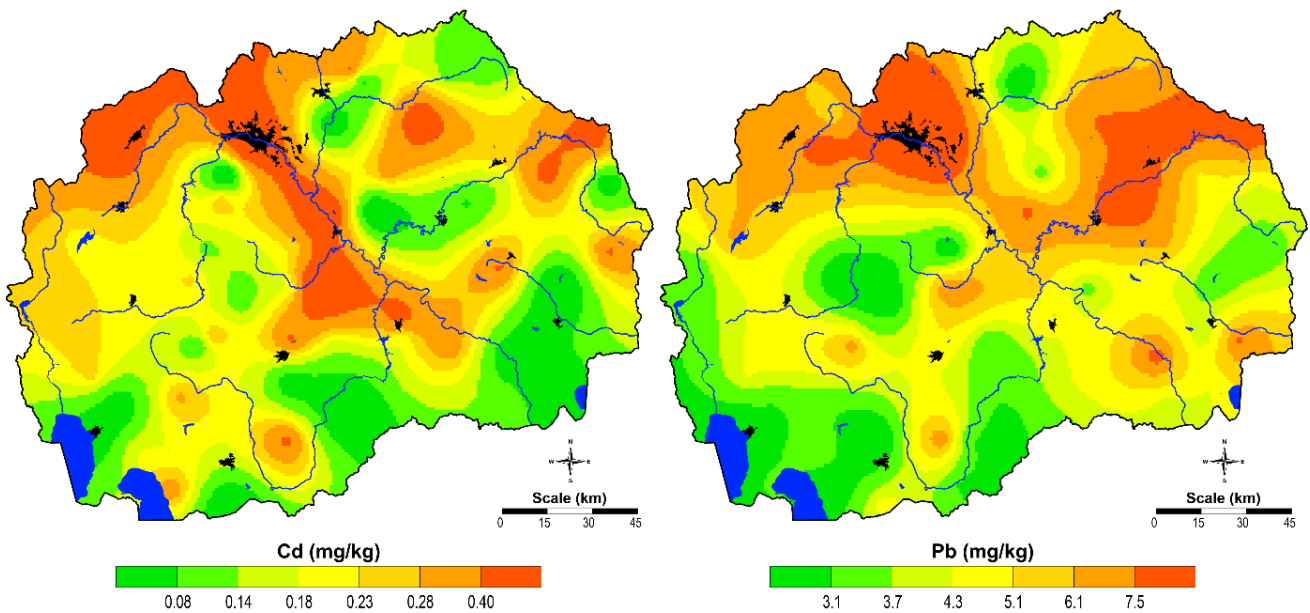 N
W E
S
Scale (km)
0 15 30 45
N
W E
S
Scale (km)
0 15 30 45
Cd (mg/kg)
0.08 0.14 0.18 0.23 0.28 0.40
Pb (mg/kg)
3.1 3.7 4.3 5.1 6.1 7.5